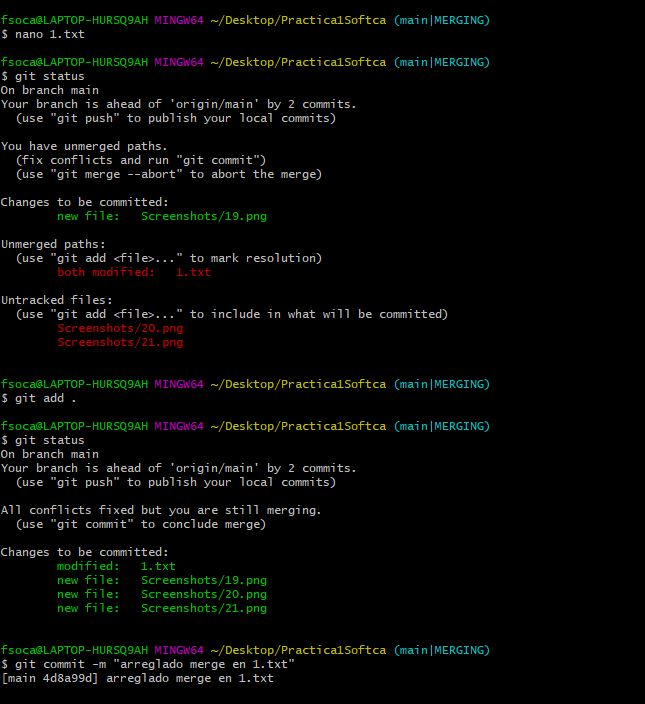 fsoca@LAPTOP-HURSQ9AH MINGW64 ~/Desktop/Practica1Softca (main|MERGING)
$ nano 1.txt
fsoca@LAPTOP-HURSQ9AH MINGW64 ~/Desktop/Practica1Softca (main|MERGING)
$ git status
On branch main
Your branch is ahead of 'origin/main' by 2 commits.
  (use "git push" to publish your local commits)
You have unmerged paths.
  (fix conflicts and run "git commit")
  (use "git merge --abort" to abort the merge)
Changes to be committed:
        new file:   Screenshots/19.png
Unmerged paths:
  (use "git add <file>..." to mark resolution)
        both modified:   1.txt
Untracked files:
  (use "git add <file>..." to include in what will be committed)
        Screenshots/20.png
        Screenshots/21.png
fsoca@LAPTOP-HURSQ9AH MINGW64 ~/Desktop/Practica1Softca (main|MERGING)
$ git add .
fsoca@LAPTOP-HURSQ9AH MINGW64 ~/Desktop/Practica1Softca (main|MERGING)
$ git status
On branch main
Your branch is ahead of 'origin/main' by 2 commits.
  (use "git push" to publish your local commits)
All conflicts fixed but you are still merging.
  (use "git commit" to conclude merge)
Changes to be committed:
        modified:   1.txt
        new file:   Screenshots/19.png
        new file:   Screenshots/20.png
        new file:   Screenshots/21.png
fsoca@LAPTOP-HURSQ9AH MINGW64 ~/Desktop/Practica1Softca (main|MERGING)
$ git commit -m "arreglado merge en 1.txt"
[main 4d8a99d] arreglado merge en 1.txt